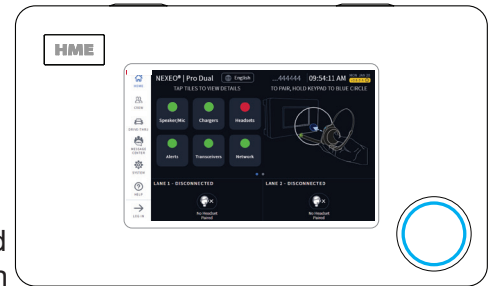 HME
NEXEO® | Pro Dual
English
...444444
09:54:11 AM
TAP TILES TO VIEW DETAILS
TO PAIR, HOLD KEYPAD TO BLUE CIRCLE
HOME
CREW
DRIVE-THRU
MESSAGE
CENTER
SYSTEM
HELP
LOG IN
Speaker/Mic
Chargers
Headsets
Alerts
Transceivers
Network
LANE 1 - DISCONNECTED
LANE 2 - DISCONNECTED
No Headset
Paired
No Headset
Paired